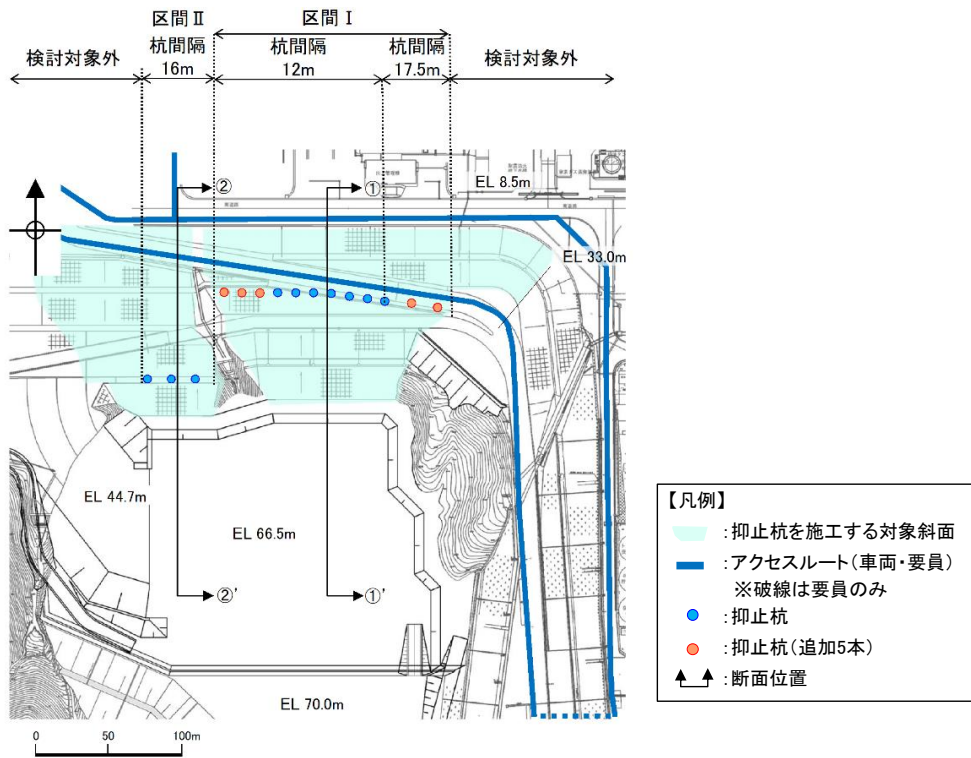 区間Ⅱ
区間Ⅰ
検討対象外
杭間隔
16m
杭間隔
12m
杭間隔
17.5m
検討対象外
EL 8.5m
②
①
EL 33.0m
EL 44.7m
EL 66.5m
②'
①'
EL 70.0m
0 50 100m
【凡例】
:抑止杭を施工する対象斜面
:アクセスルート(車両・要員)
※破線は要員のみ
:抑止杭
:抑止杭(追加5本)
:断面位置